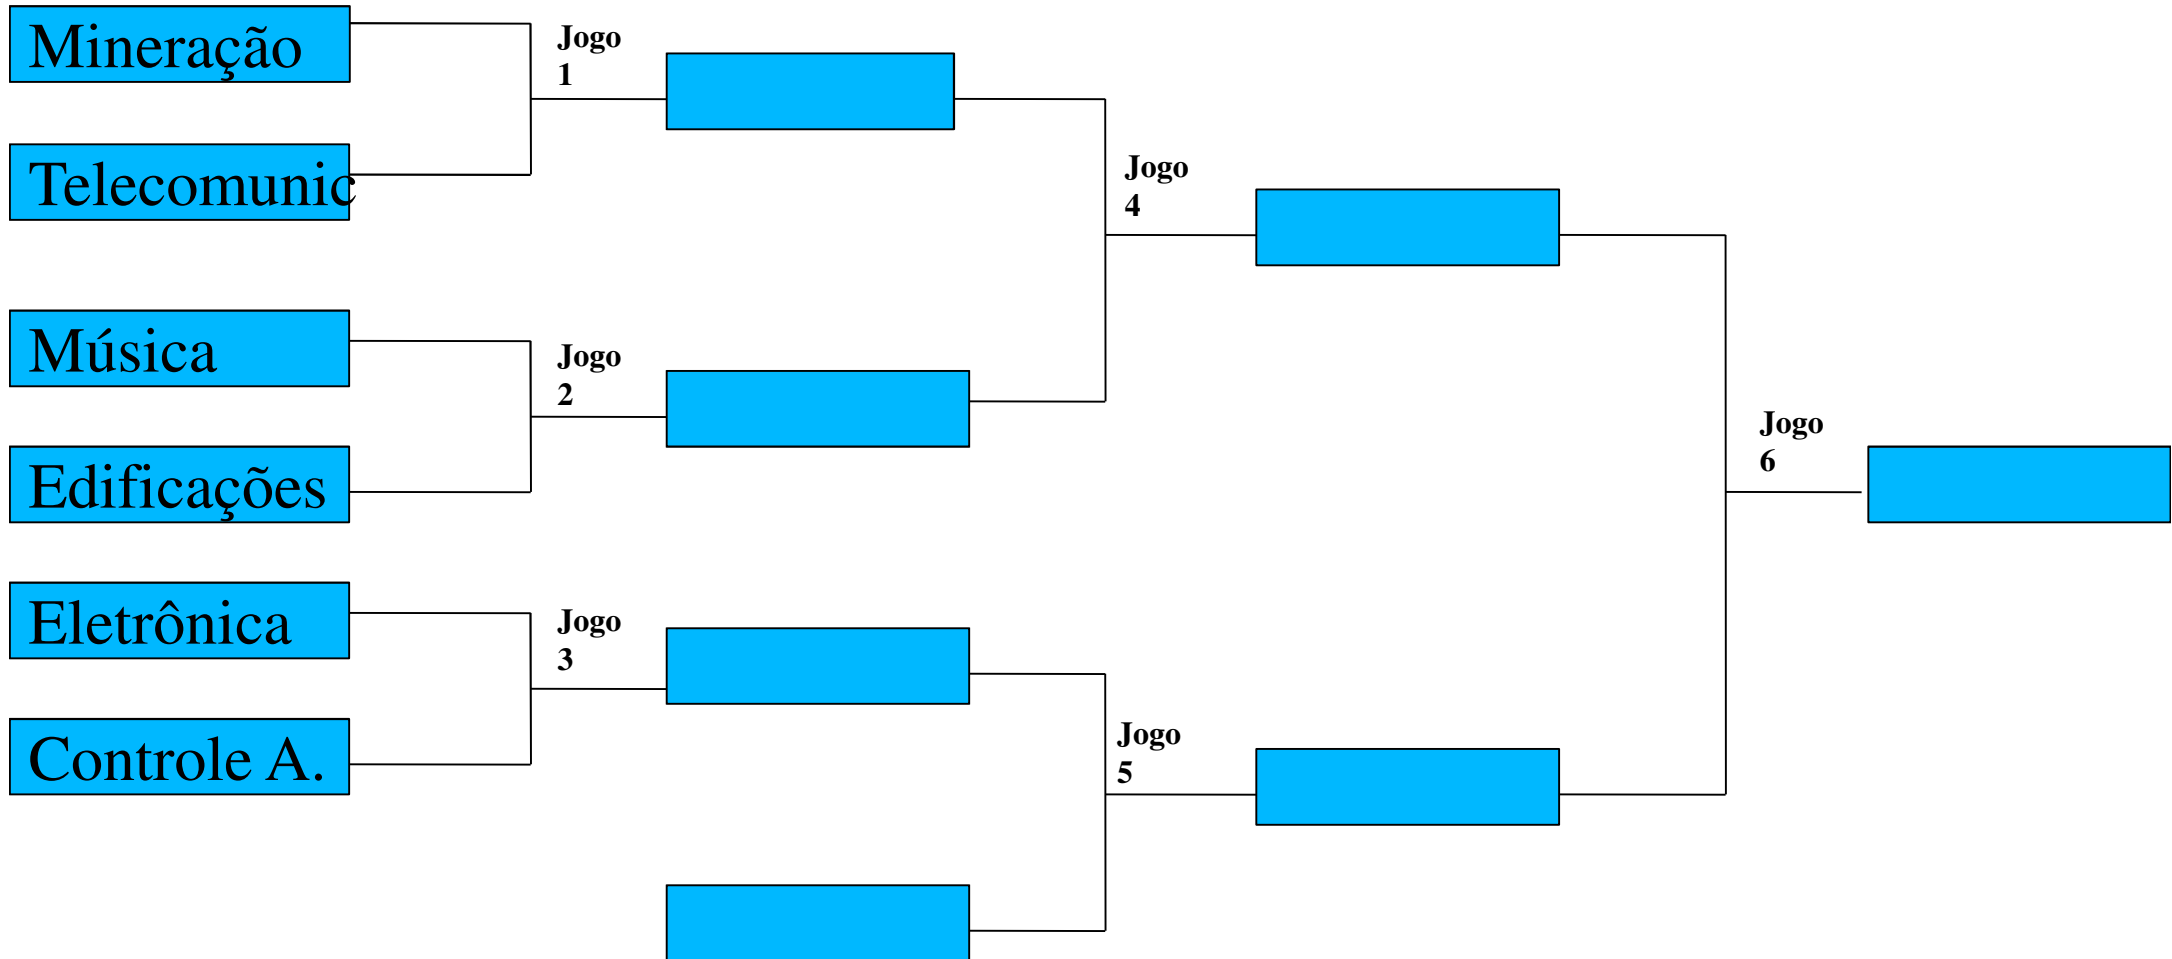 Mineração
Jogo
1
Telecomunic
Jogo
4
Música
Jogo
2
Edificações
Jogo
6
Eletrônica
Jogo
3
Controle A.
Jogo
5